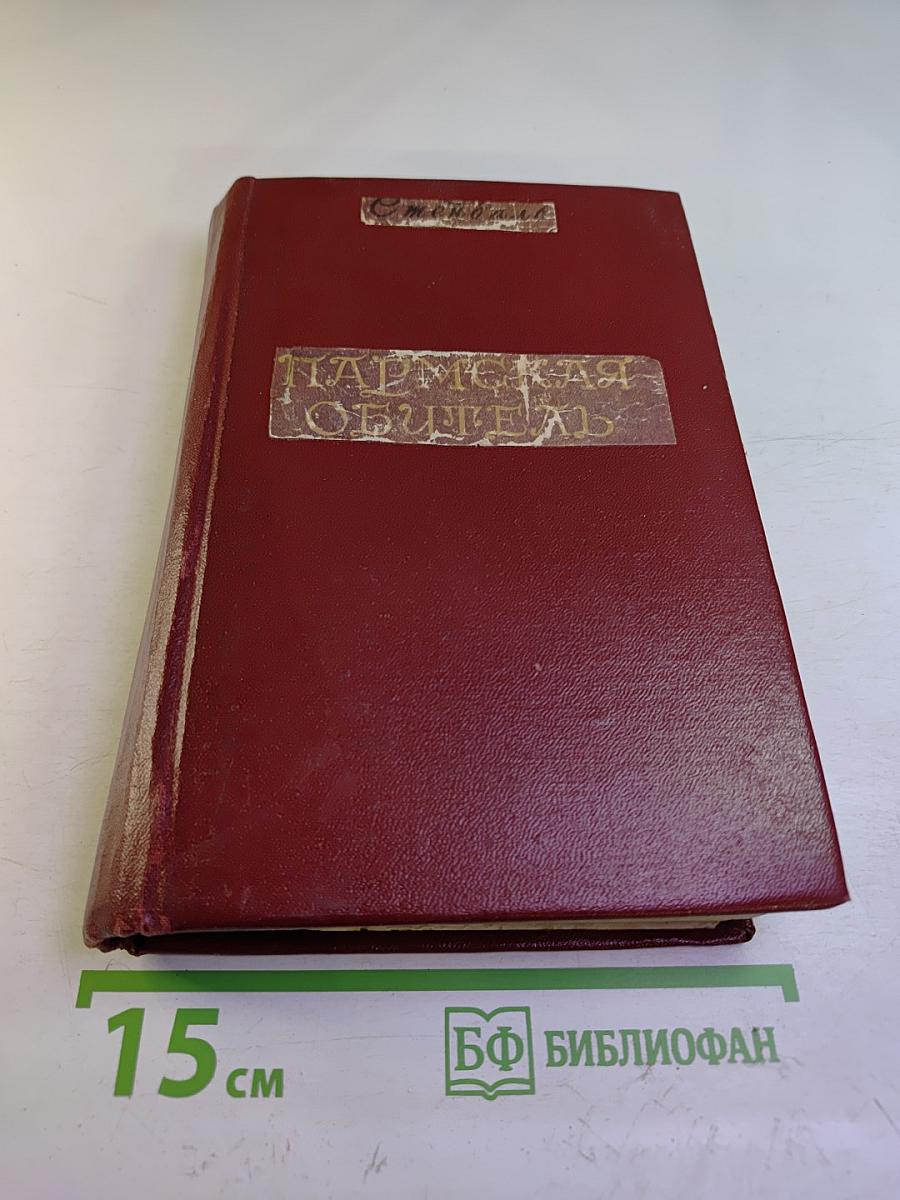 Стендаль
ПАРМСКАЯ
ОБИТЕЛЬ
15 см
БФ БИБЛИОФАН